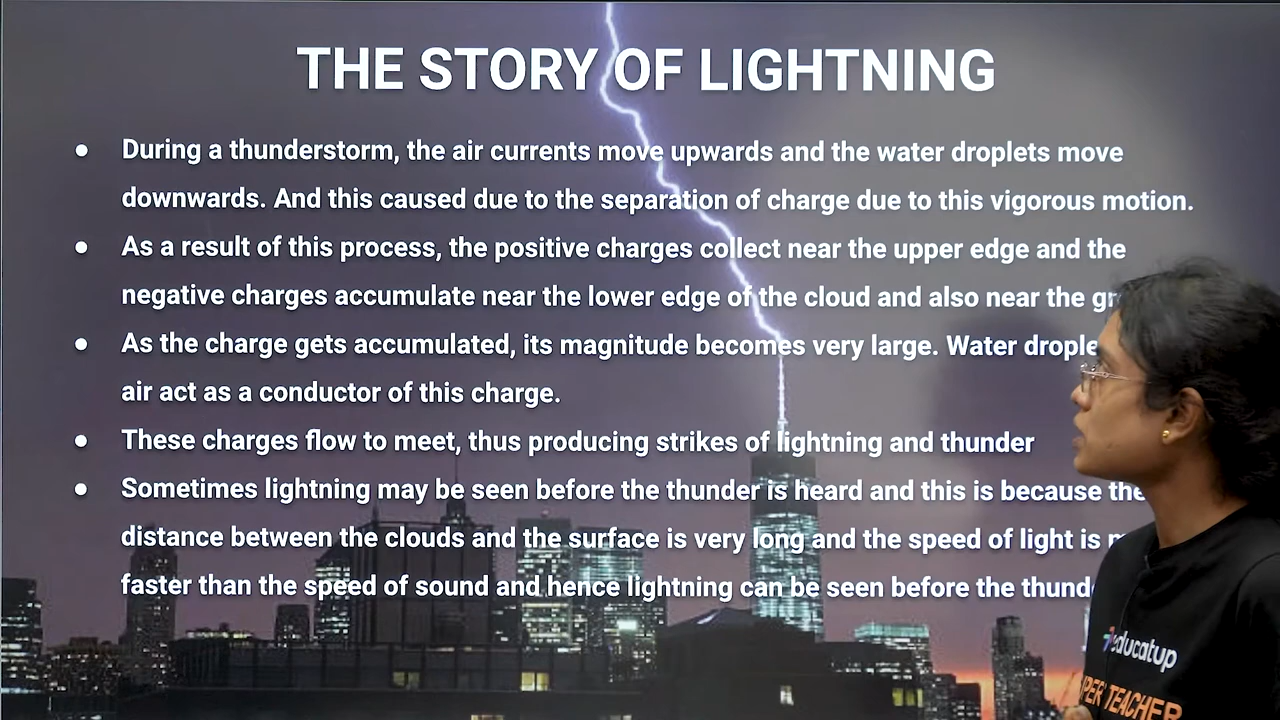 THE STORY OF LIGHTNING
● During a thunderstorm, the air currents move upwards and the water droplets move
downwards. And this caused due to the separation of charge due to this vigorous motion.
● As a result of this process, the positive charges collect near the upper edge and the
negative charges accumulate near the lower edge of the cloud and also near the
● As the charge gets accumulated, its magnitude becomes very large. Water
air act as a conductor of this charge.
● These charges flow to meet, thus producing strikes of lightning and thunder
● Sometimes lightning may be seen before the thunder is heard and this is because the
distance between the clouds and the surface is very long and the speed of light is
faster than the speed of sound and hence lightning can be seen before the
educatup
TEACHER